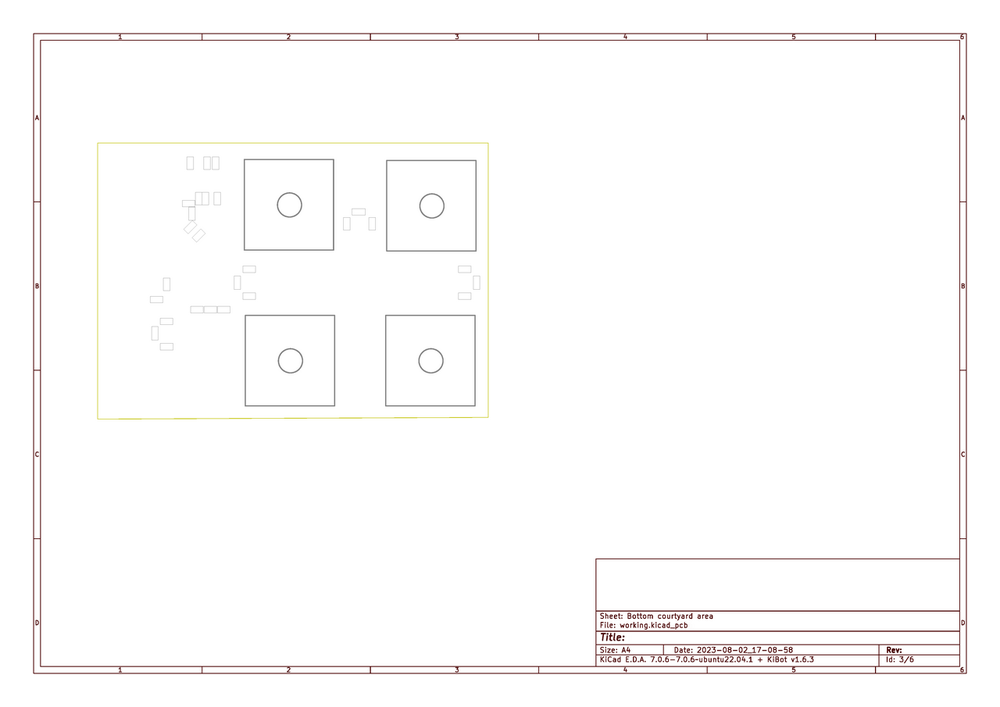 1 2 3 4 5 6
A A
B B
C C
D D
Sheet: Bottom courtyard area
File: working.kicad_pcb
Title:
Size: A4 Date: 2023-08-02_17-08-58 Rev:
KiCad E.D.A. 7.0.6-7.0.6~ubuntu22.04.1 + KiBot v1.6.3 Id: 3/6
1 2 3 4 5 6